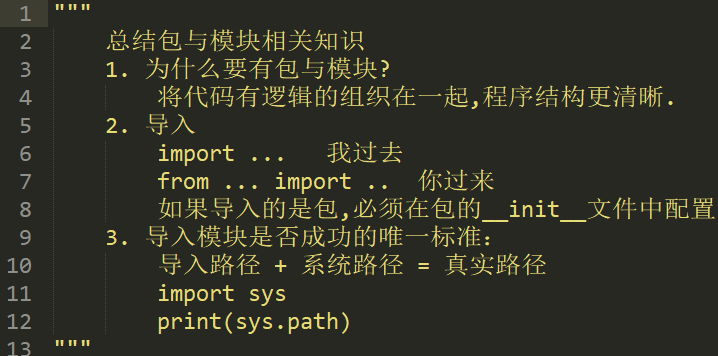 1 """
2 总结包与模块相关知识
3 1. 为什么要有包与模块?
4 将代码有逻辑的组织在一起,程序结构更清晰.
5 2. 导入
6 import ... 我过去
7 from ... import .. 你过来
8 如果导入的是包,必须在包的__init__文件中配置
9 3. 导入模块是否成功的唯一标准:
10 导入路径 + 系统路径 = 真实路径
11 import sys
12 print(sys.path)
13 """